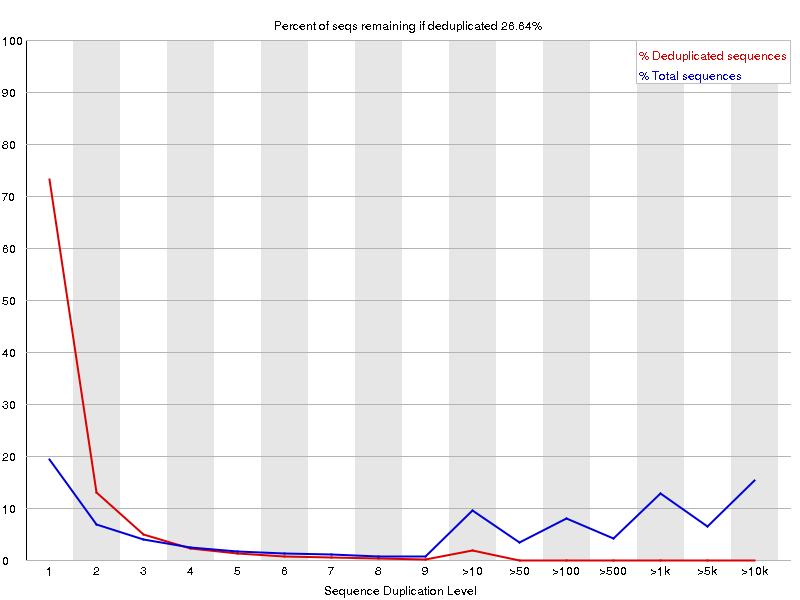 Percent of seqs remaining if deduplicated 26.64%
% Deduplicated sequences
% Total sequences
100
90
80
70
60
50
40
30
20
10
0
1 2 3 4 5 6 7 8 9 >10 >50 >100 >500 >1k >5k >10k
Sequence Duplication Level